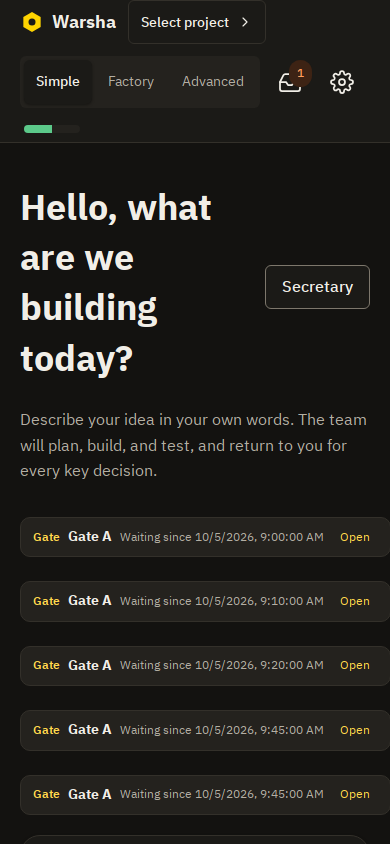 Warsha
Select project
Simple
Factory
Advanced
1
Hello, what
are we
building
today?
Secretary
Describe your idea in your own words. The team
will plan, build, and test, and return to you for
every key decision.
Gate Gate A Waiting since 10/5/2026, 9:00:00 AM Open
Gate Gate A Waiting since 10/5/2026, 9:10:00 AM Open
Gate Gate A Waiting since 10/5/2026, 9:20:00 AM Open
Gate Gate A Waiting since 10/5/2026, 9:45:00 AM Open
Gate Gate A Waiting since 10/5/2026, 9:45:00 AM Open